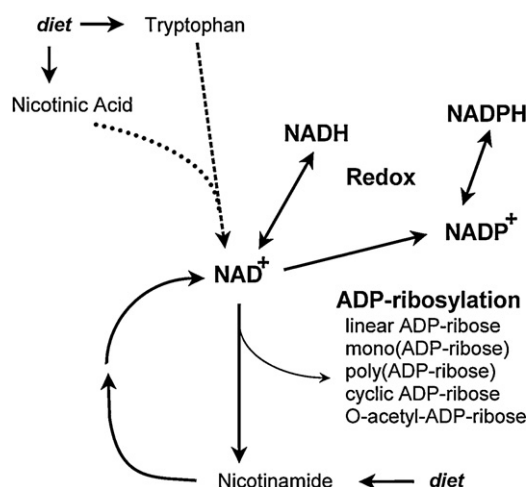 diet
Tryptophan
Nicotinic Acid
NADH
NADPH
Redox
NADP+
NAD+
ADP-ribosylation
linear ADP-ribose
mono(ADP-ribose)
poly(ADP-ribose)
cyclic ADP-ribose
O-acetyl-ADP-ribose
Nicotinamide
diet